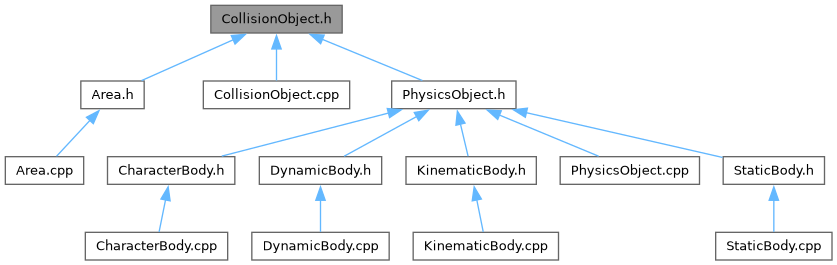 CollisionObject.h
Area.h
CollisionObject.cpp
PhysicsObject.h
Area.cpp
CharacterBody.h
DynamicBody.h
KinematicBody.h
PhysicsObject.cpp
StaticBody.h
CharacterBody.cpp
DynamicBody.cpp
KinematicBody.cpp
StaticBody.cpp